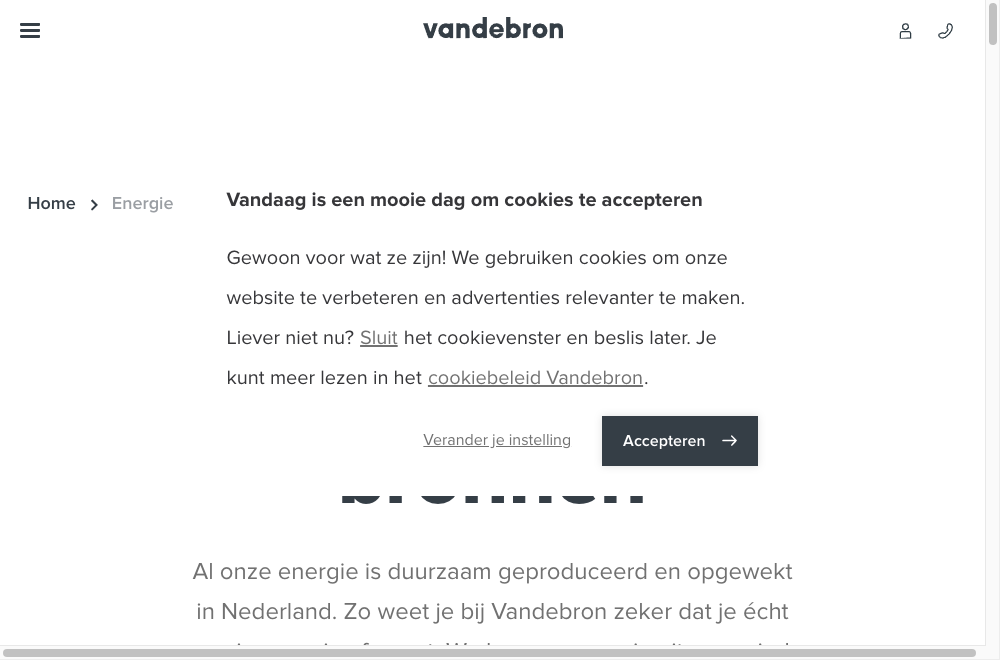 vandebron
Home
Energie
Vandaag is een mooie dag om cookies te accepteren
Gewoon voor wat ze zijn! We gebruiken cookies om onze
website te verbeteren en advertenties relevanter te maken.
Liever niet nu? Sluit het cookievenster en beslis later. Je
kunt meer lezen in het cookiebeleid Vandebron.
Verander je instelling
Accepteren
bronnen
Al onze energie is duurzaam geproduceerd en opgewekt
in Nederland. Zo weet je bij Vandebron zeker dat je écht